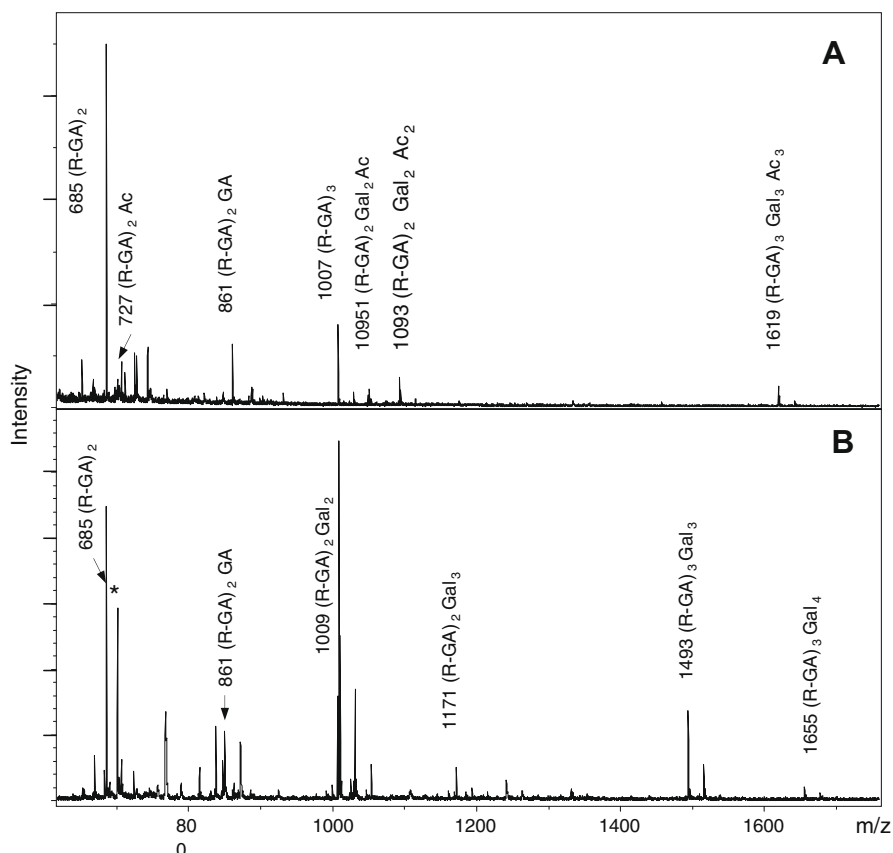 A
685 (R-GA)2
727 (R-GA)2 Ac
861 (R-GA)2 GA
1007 (R-GA)3
10951 (R-GA)2 Gal2 Ac
1093 (R-GA)2 Gal2 Ac2
1619 (R-GA)3 Gal3 Ac3
Intensity
B
685 (R-GA)2
*
861 (R-GA)2 GA
1009 (R-GA)2 Gal2
1171 (R-GA)2 Gal3
1493 (R-GA)3 Gal3
1655 (R-GA)3 Gal4
80 1000 1200 1400 1600 m/z
0